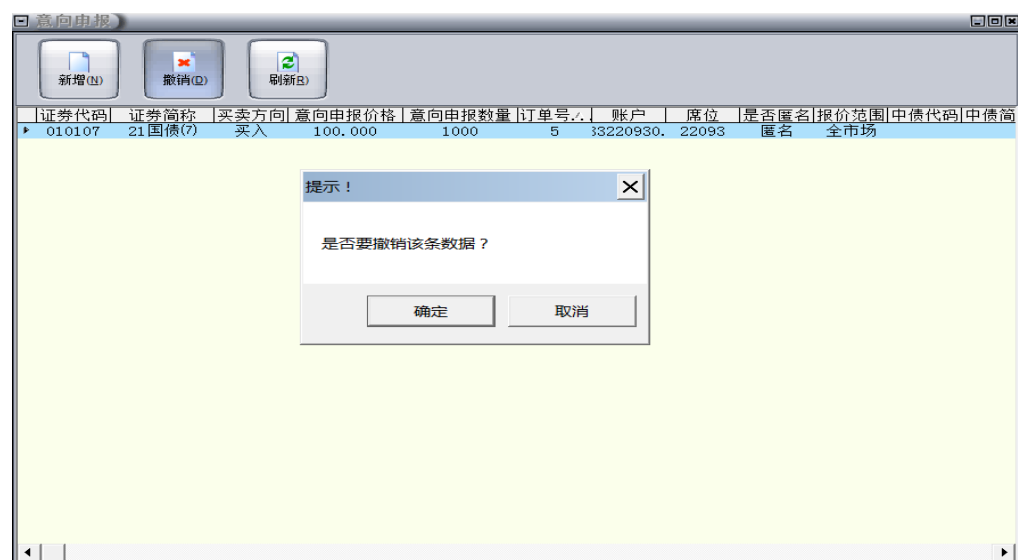 意向申报
新增(N) 撤销(D) 刷新(R)
证券代码 证券简称 买卖方向 意向申报价格 意向申报数量 订单号 账户 席位 是否匿名 报价范围 中债代码 中债简
010107 21国债(7) 买入 100.000 1000 5 33220930. 22093 匿名 全市场
提示！
是否要撤销该条数据？
确定 取消